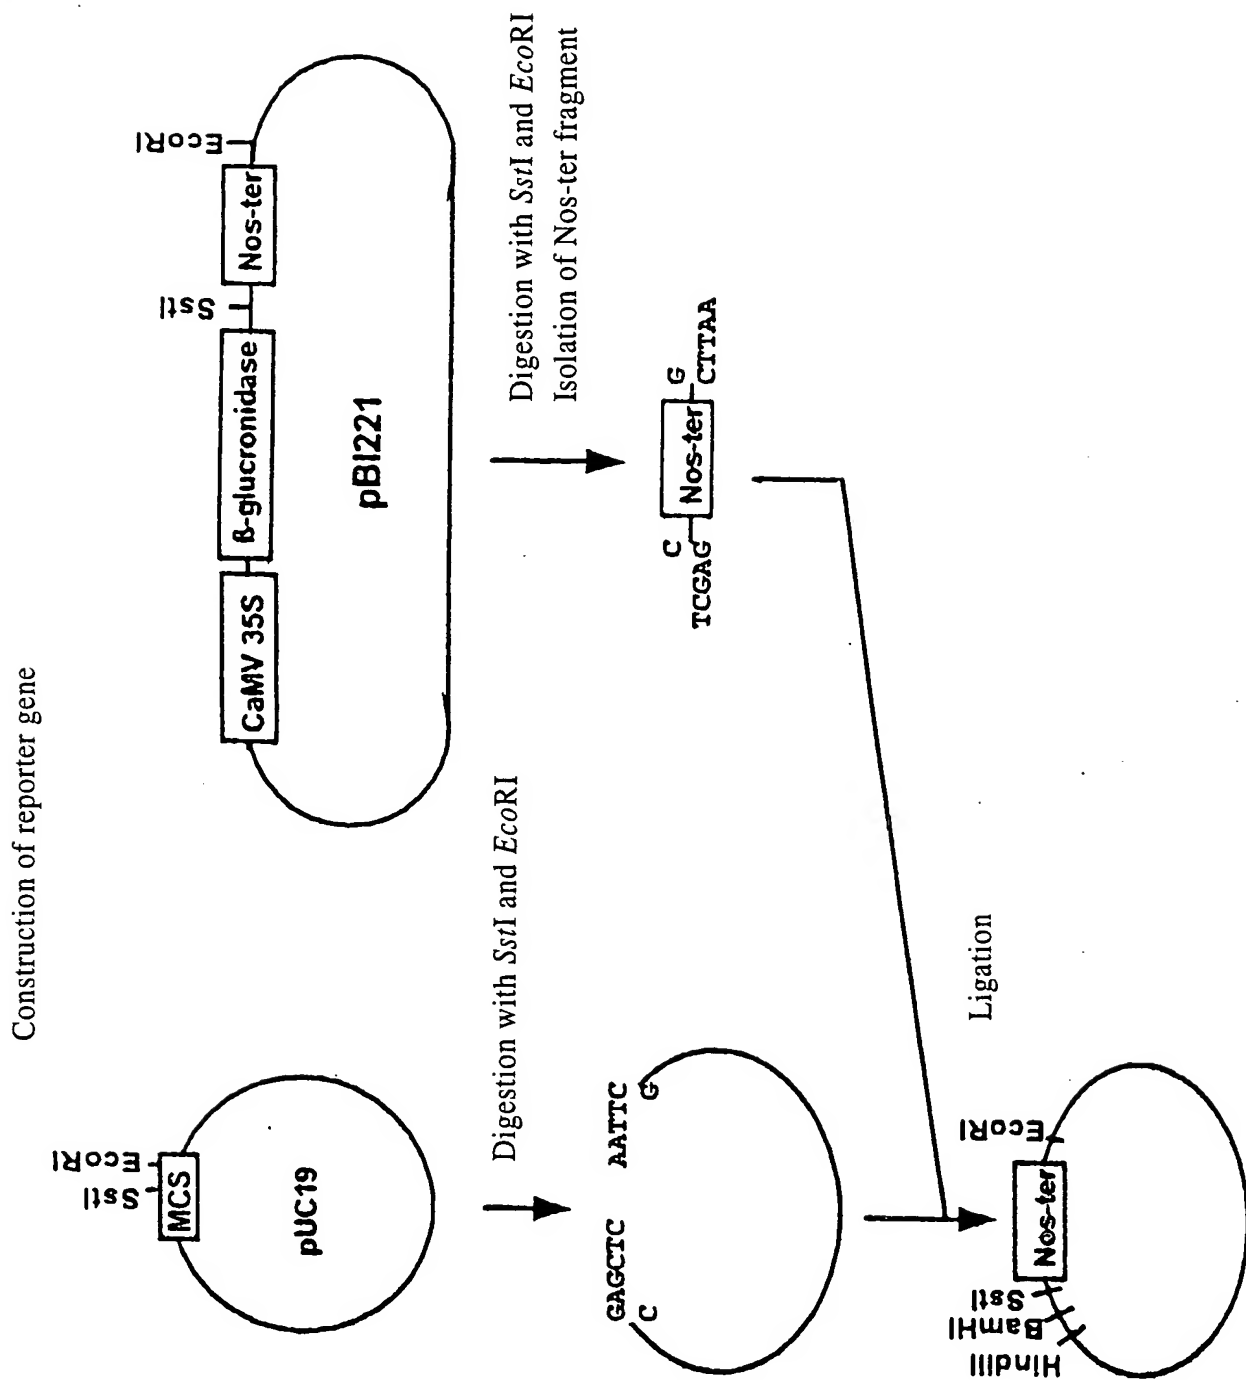 Construction of reporter gene
SstI
EcoRI
MCS
pUC19
CaMV 35S
ß-glucronidase
SstI
Nos-ter
EcoRI
pBI221
Digestion with SstI and EcoRI
Digestion with SstI and EcoRI
Isolation of Nos-ter fragment
GAGCTC
AATTC
C
G
C
G
Nos-ter
TCGAG
CTTAA
Ligation
HindIII
BamHI
SstI
Nos-ter
EcoRI